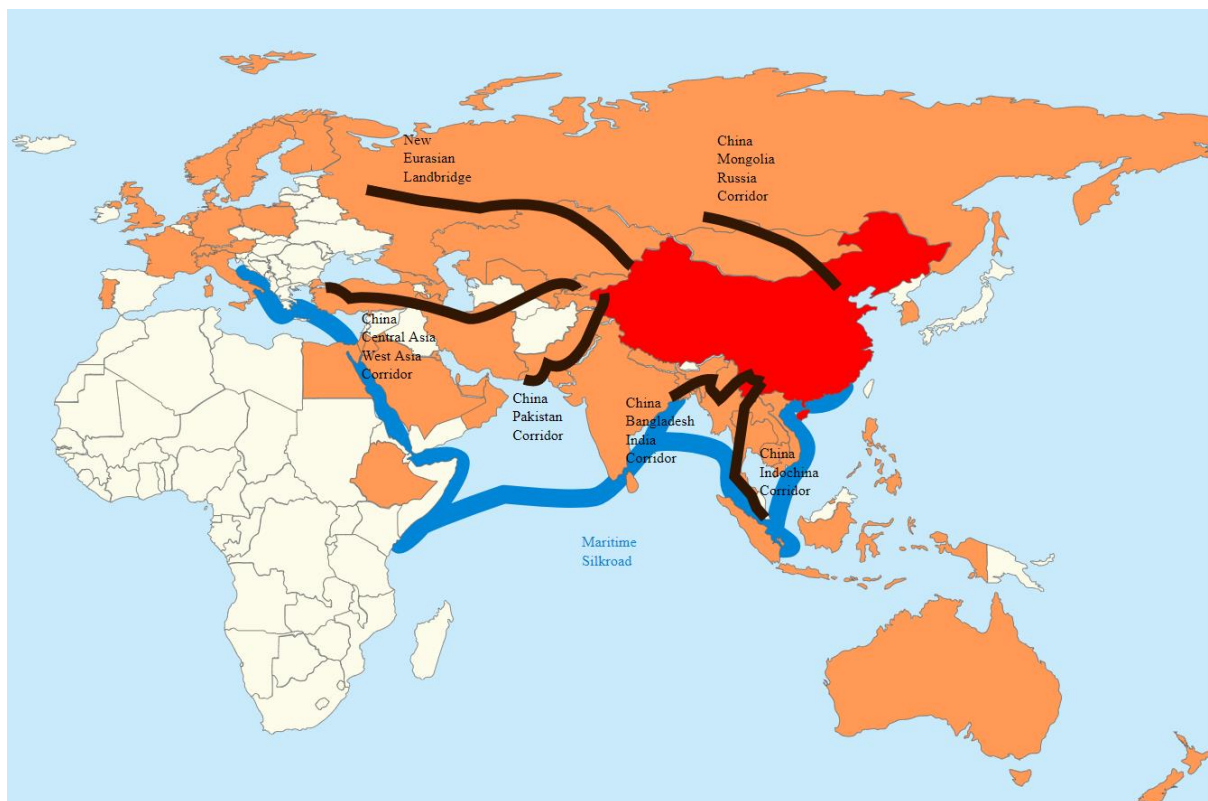 New
Eurasian
Landbridge
China
Mongolia
Russia
Corridor
China
Central Asia
West Asia
Corridor
China
Pakistan
Corridor
China
Bangladesh
India
Corridor
China
Indochina
Corridor
Maritime
Silkroad